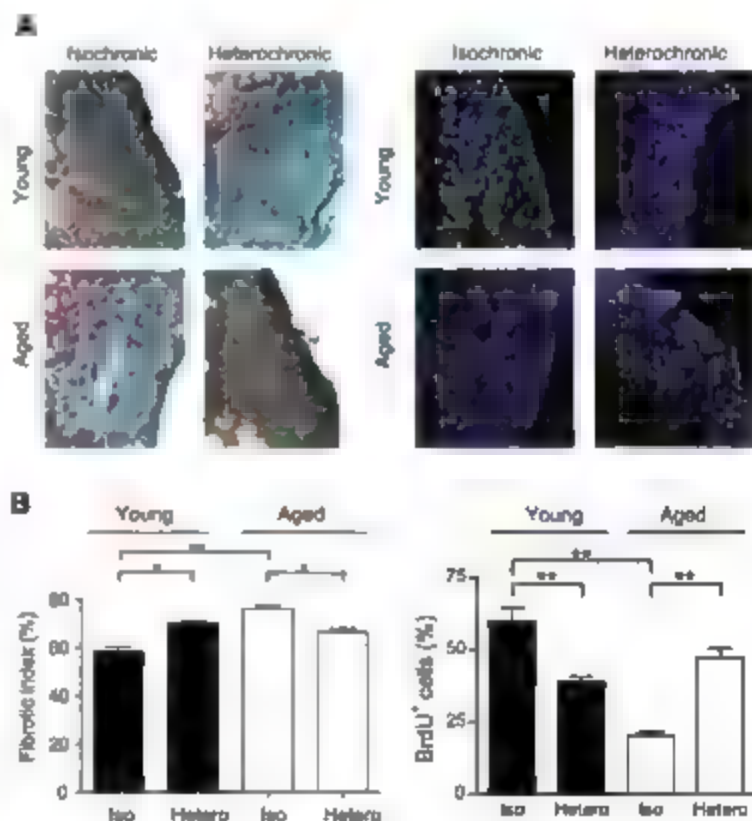 A
Isochronic Heterochronic Isochronic Heterochronic
Young Young
Aged Aged
B
Young Aged Young Aged
** **
* * ** **
Fibrotic index (%)
80
60
40
20
0
Iso Hetero Iso Hetero
BrdU⁺ cells (%)
75
50
25
0
Iso Hetero Iso Hetero